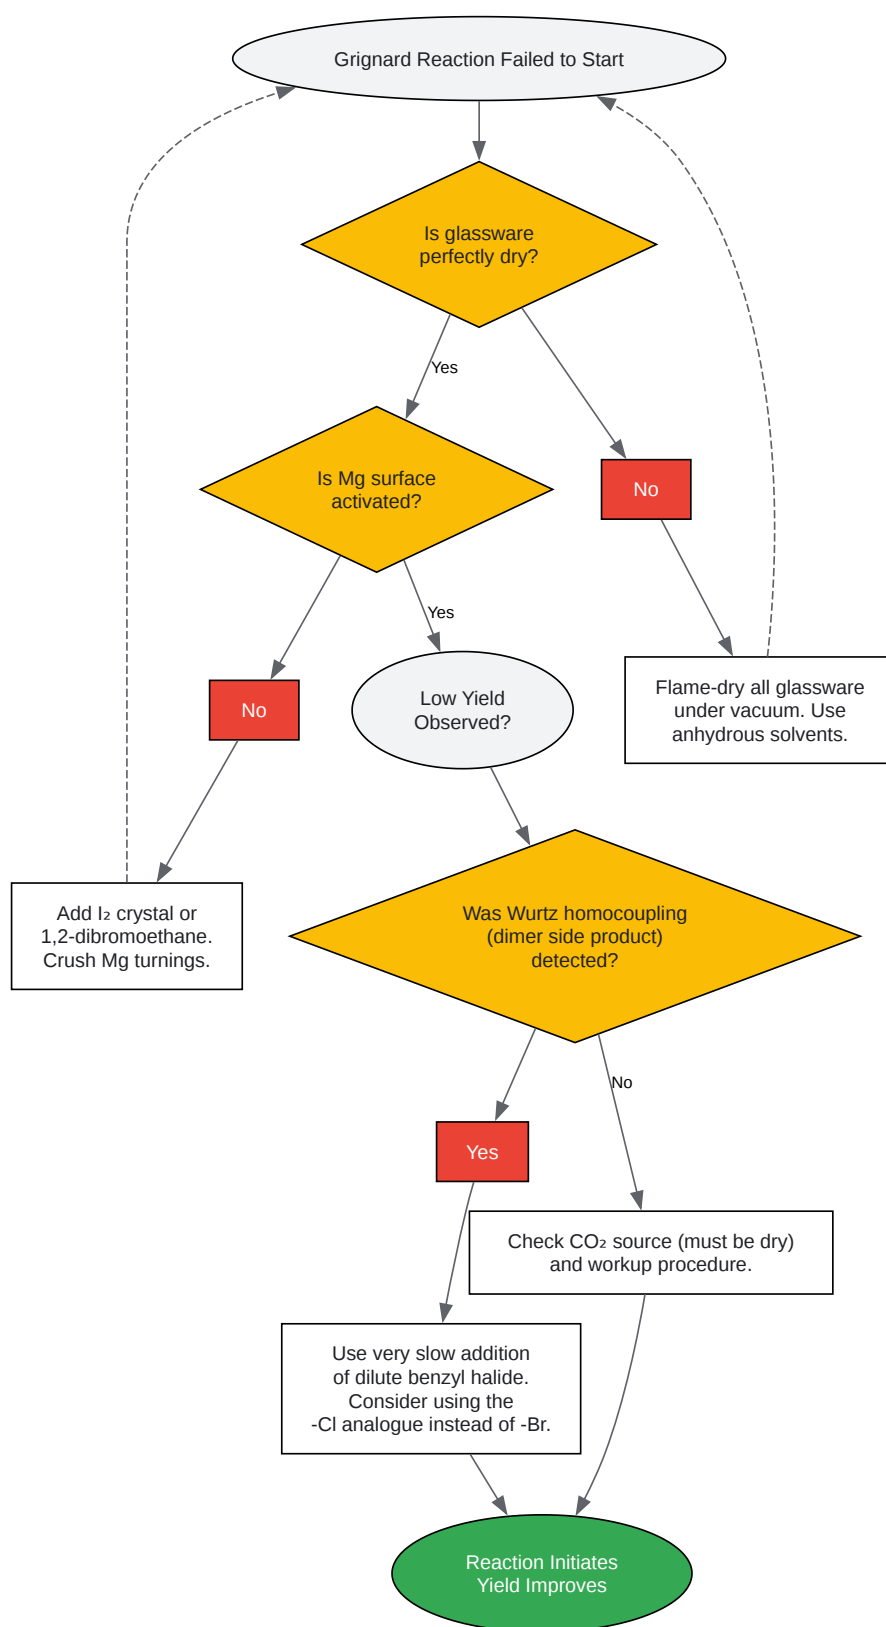 Grignard Reaction Failed to Start
Is glassware
perfectly dry?
Yes
Is Mg surface
activated?
No
Yes
No
Low Yield
Observed?
Flame-dry all glassware
under vacuum. Use
anhydrous solvents.
Add I₂ crystal or
1,2-dibromoethane.
Crush Mg turnings.
Was Wurtz homocoupling
(dimer side product)
detected?
No
Yes
Check CO₂ source (must be dry)
and workup procedure.
Use very slow addition
of dilute benzyl halide.
Consider using the
-Cl analogue instead of -Br.
Reaction Initiates
Yield Improves